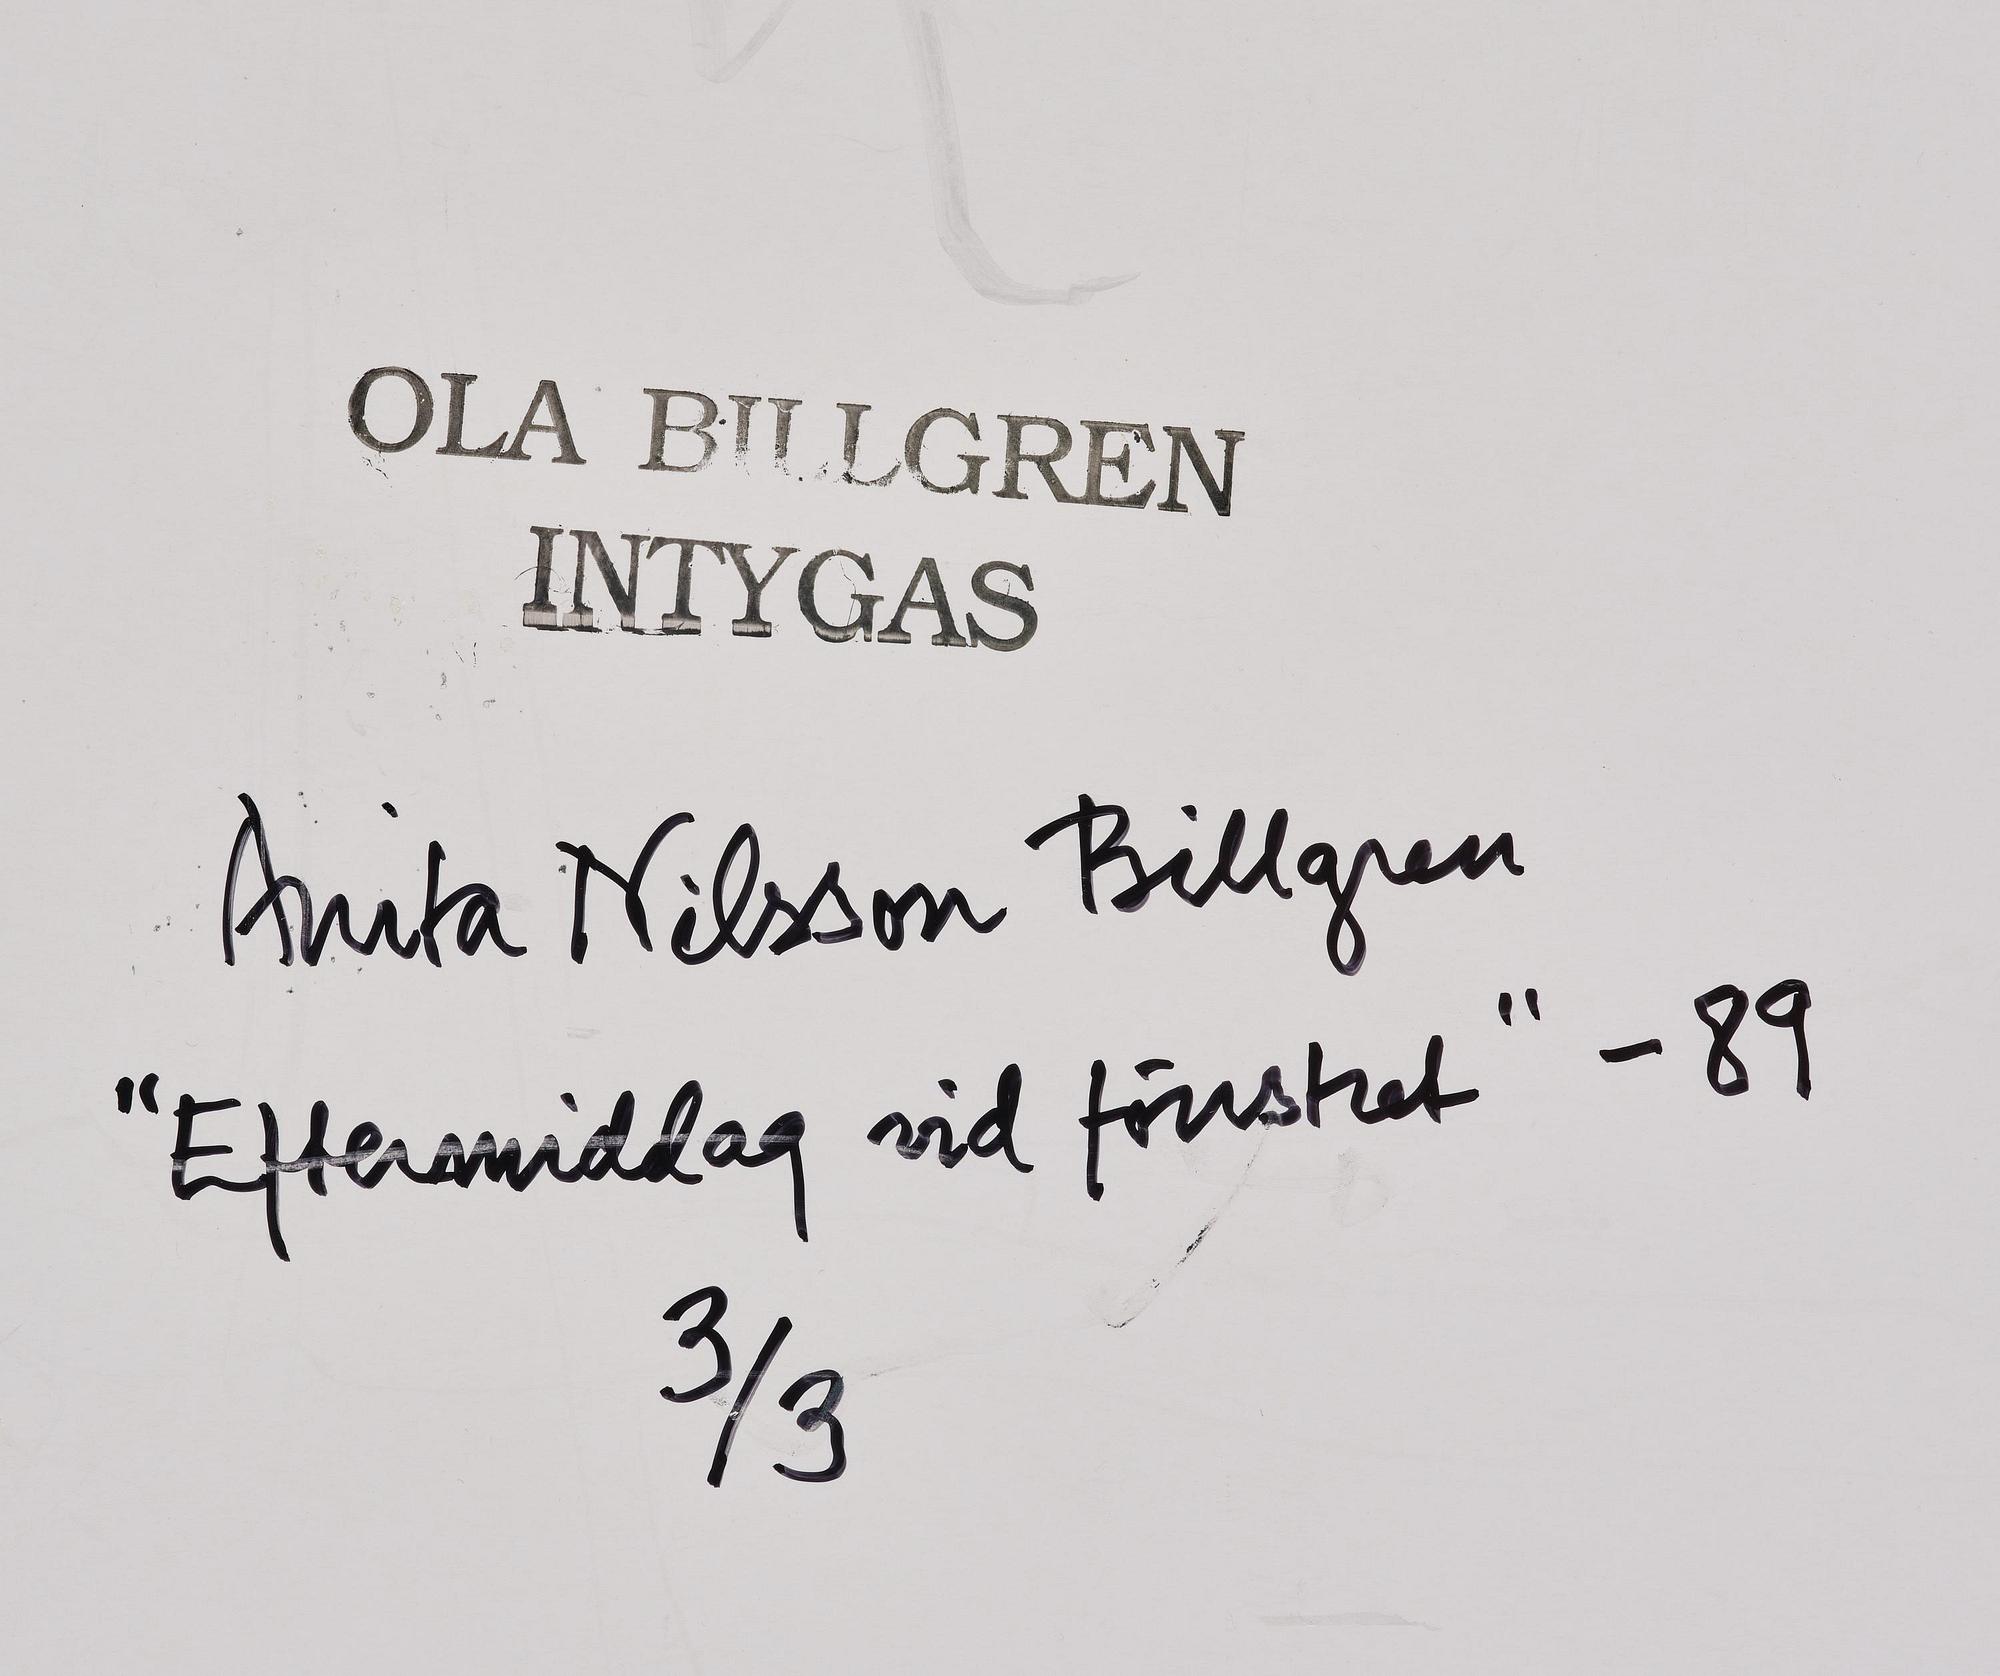 OLA BILLGREN
INTYGAS
Anita Nilsson Billgren
"Eftermiddag vid fönstret" - 89
3/3